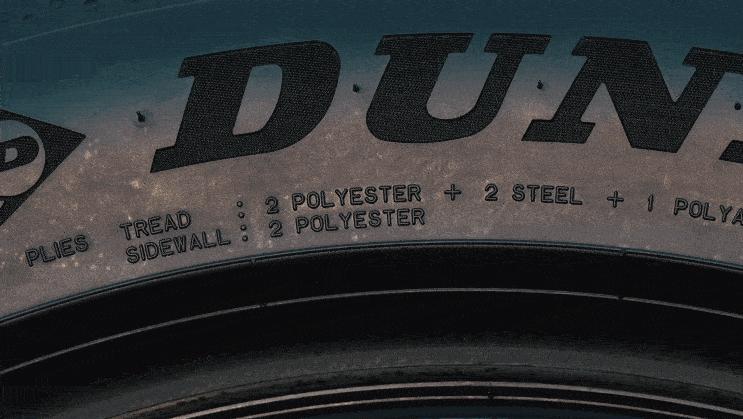 DUN
PLIES TREAD : 2 POLYESTER + 2 STEEL + 1 POLYA
SIDEWALL : 2 POLYESTER